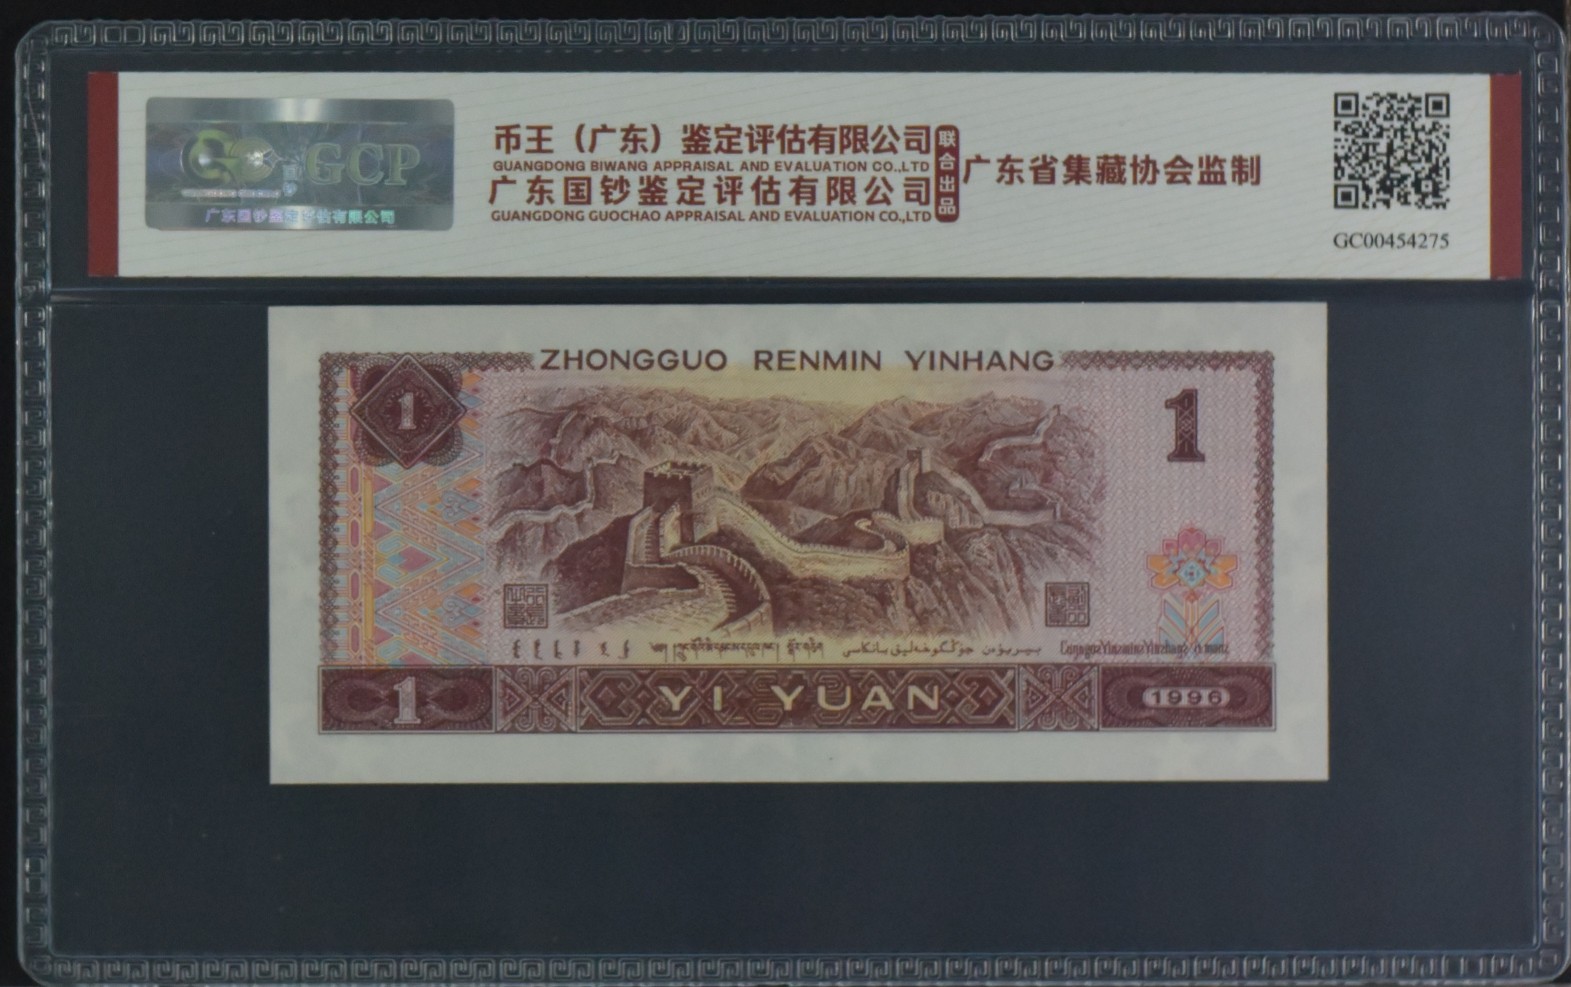 GCP
广东国钞鉴定评估有限公司
币王（广东）鉴定评估有限公司
GUANGDONG BIWANG APPRAISAL AND EVALUATION CO.,LTD
广东国钞鉴定评估有限公司
GUANGDONG GUOCHAO APPRAISAL AND EVALUATION CO.,LTD
联合出品
广东省集藏协会监制
GC00454275
ZHONGGUO RENMIN YINHANG
1
1
1
YI YUAN
1996